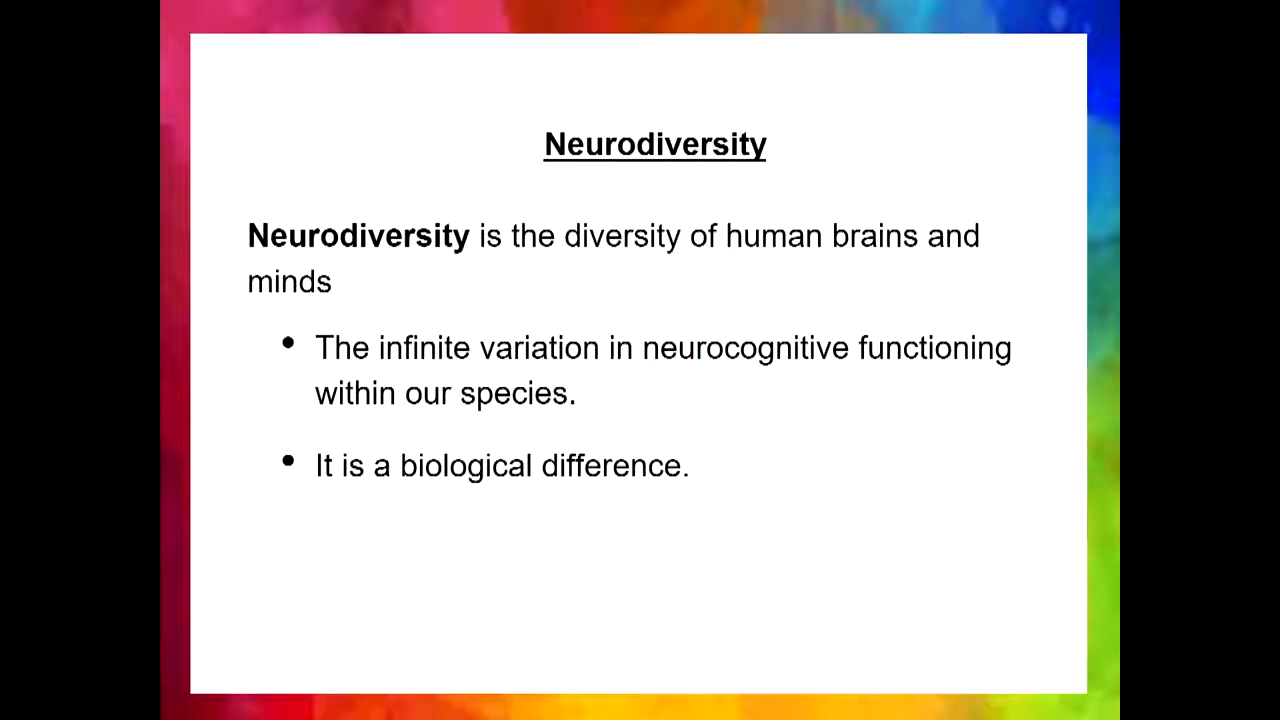 Neurodiversity
Neurodiversity is the diversity of human brains and
minds
• The infinite variation in neurocognitive functioning
within our species.
• It is a biological difference.